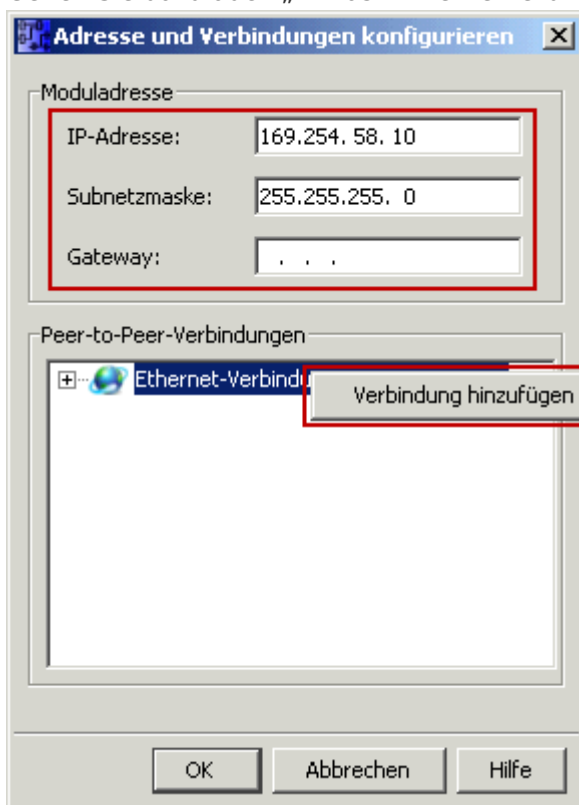 Adresse und Verbindungen konfigurieren
Moduladresse
IP-Adresse: 169.254. 58. 10
Subnetzmaske: 255.255.255. 0
Gateway: . . .
Peer-to-Peer-Verbindungen
Verbindung hinzufügen
OK Abbrechen Hilfe